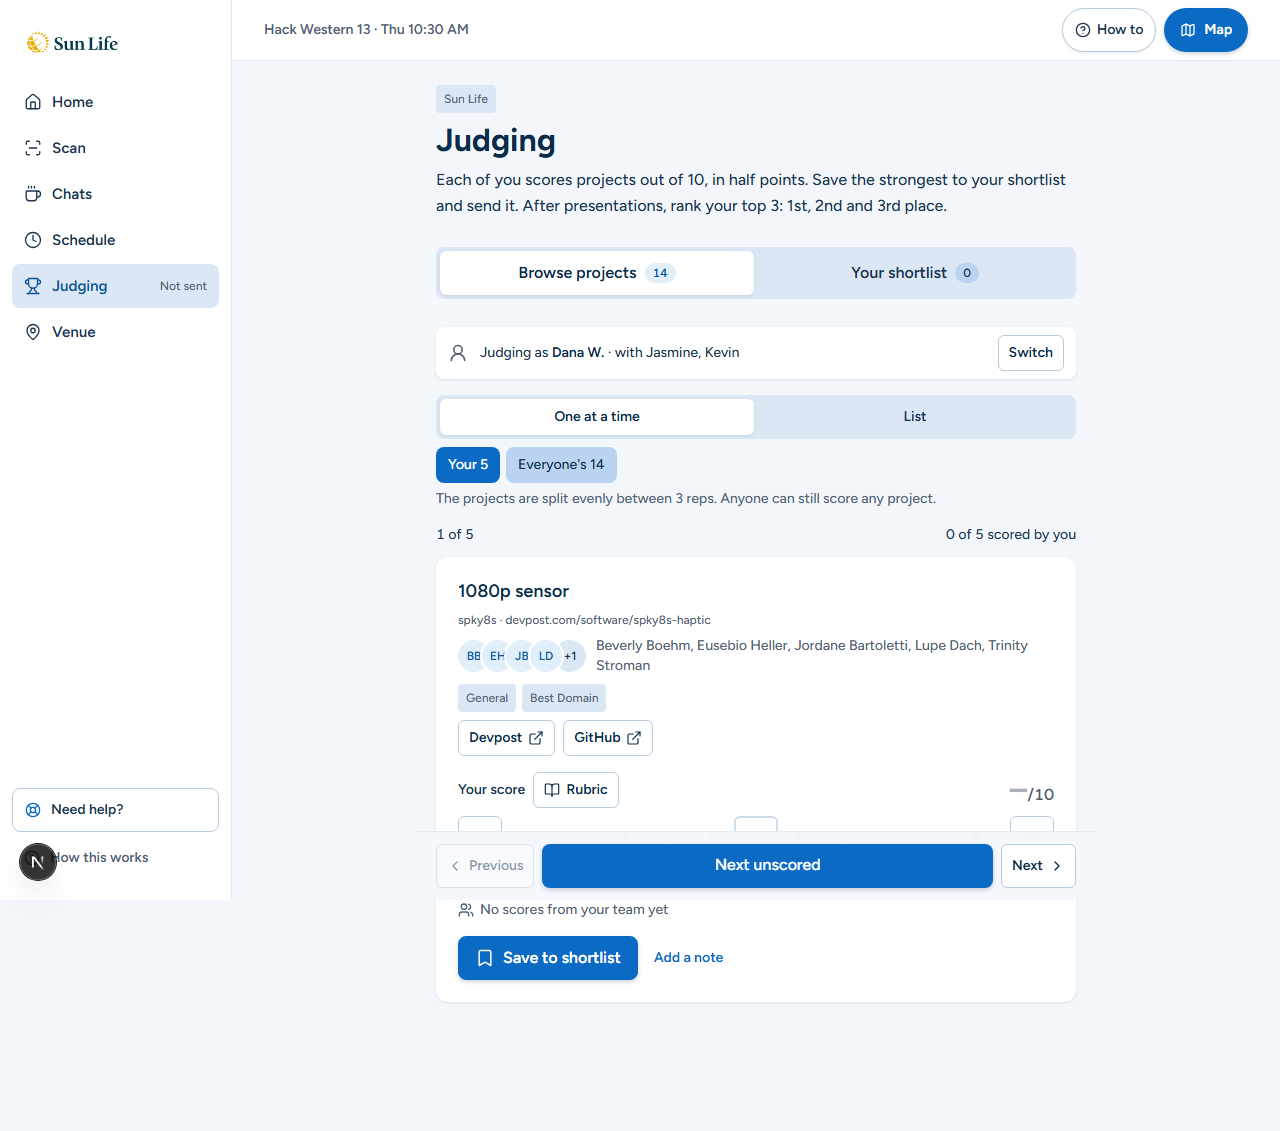 Sun Life
Hack Western 13 · Thu 10:30 AM
How to
Map
Home
Scan
Chats
Schedule
Judging
Not sent
Venue
Need help?
How this works
N
Sun Life
Judging
Each of you scores projects out of 10, in half points. Save the strongest to your shortlist
and send it. After presentations, rank your top 3: 1st, 2nd and 3rd place.
Browse projects 14
Your shortlist 0
Judging as Dana W. · with Jasmine, Kevin
Switch
One at a time
List
Your 5
Everyone's 14
The projects are split evenly between 3 reps. Anyone can still score any project.
1 of 5
0 of 5 scored by you
1080p sensor
spky8s · devpost.com/software/spky8s-haptic
BB EH JB LD +1
Beverly Boehm, Eusebio Heller, Jordane Bartoletti, Lupe Dach, Trinity
Stroman
General
Best Domain
Devpost
GitHub
Your score
Rubric
—/10
Previous
Next unscored
Next
No scores from your team yet
Save to shortlist
Add a note